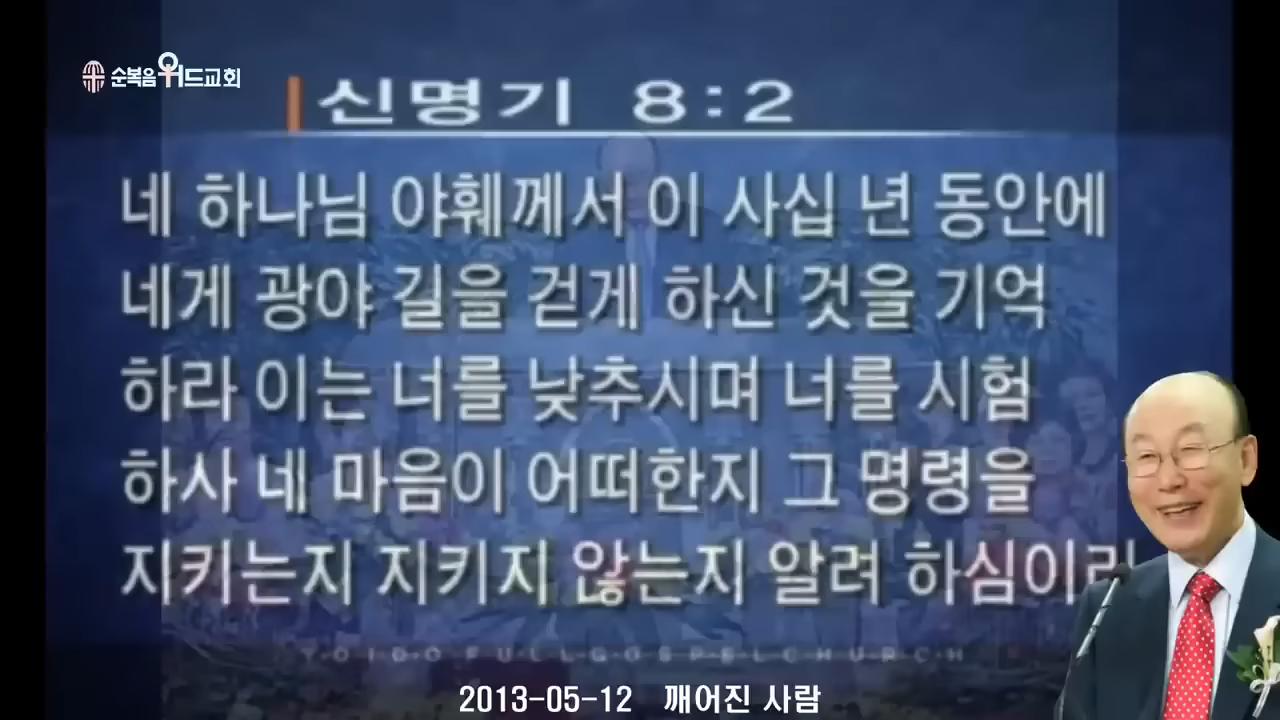 순복음워드교회
신명기 8:2
네 하나님 야훼께서 이 사십 년 동안에
네게 광야 길을 걷게 하신 것을 기억
하라 이는 너를 낮추시며 너를 시험
하사 네 마음이 어떠한지 그 명령을
지키는지 지키지 않는지 알려 하심이라
YOIDO FULL GOSPEL CHURCH
2013-05-12 깨어진 사람